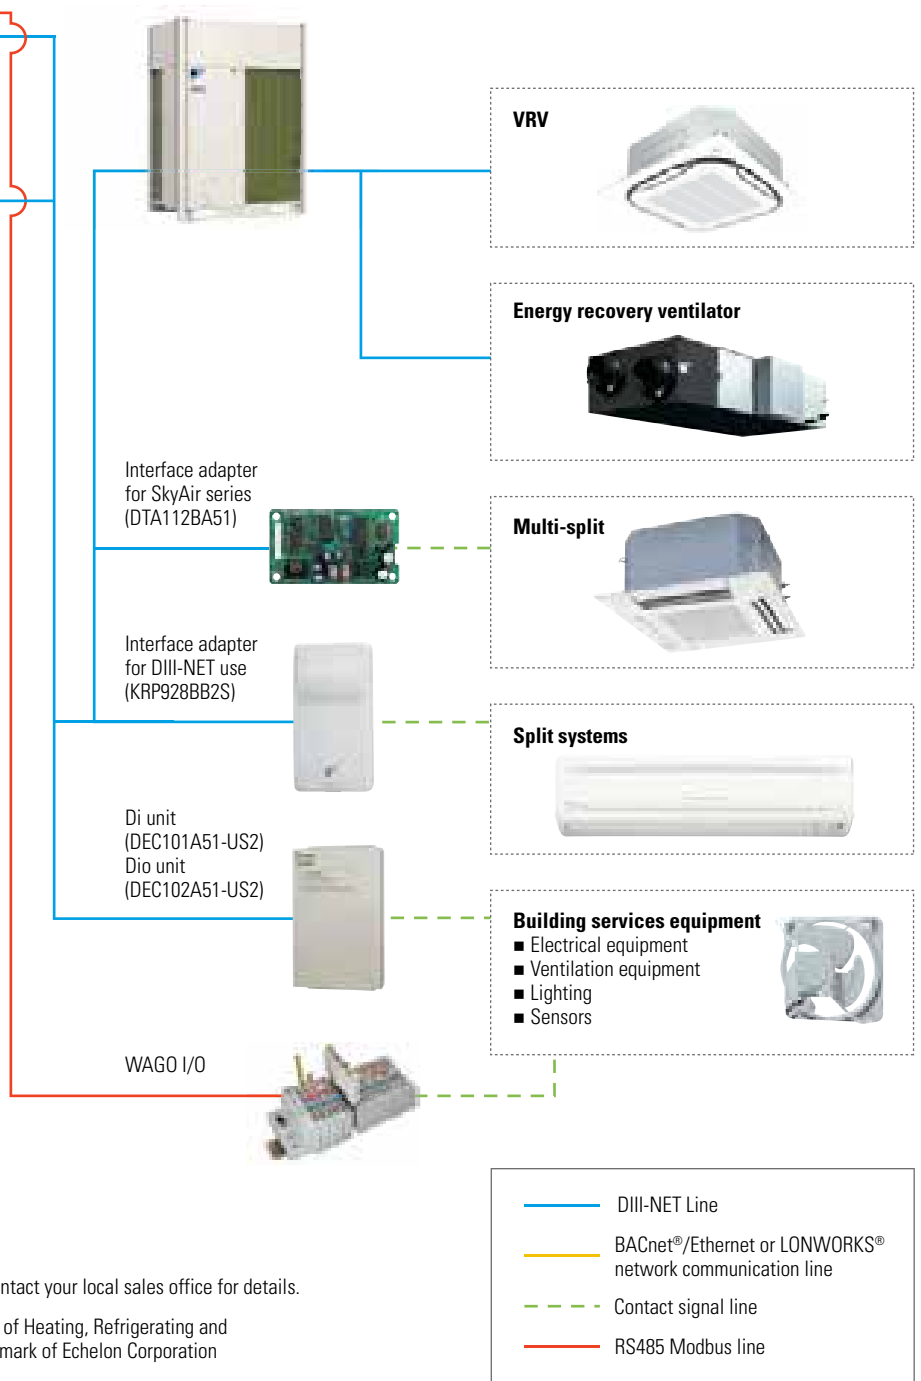 VRV
Energy recovery ventilator
Interface adapter
for SkyAir series
(DTA112BA51)
Multi-split
Interface adapter
for DIII-NET use
(KRP928BB2S)
Split systems
Di unit
(DEC101A51-US2)
Dio unit
(DEC102A51-US2)
Building services equipment
■ Electrical equipment
■ Ventilation equipment
■ Lighting
■ Sensors
WAGO I/O
DIII-NET Line
BACnet®/Ethernet or LONWORKS®
network communication line
Contact signal line
RS485 Modbus line
ntact your local sales office for details.
of Heating, Refrigerating and
mark of Echelon Corporation